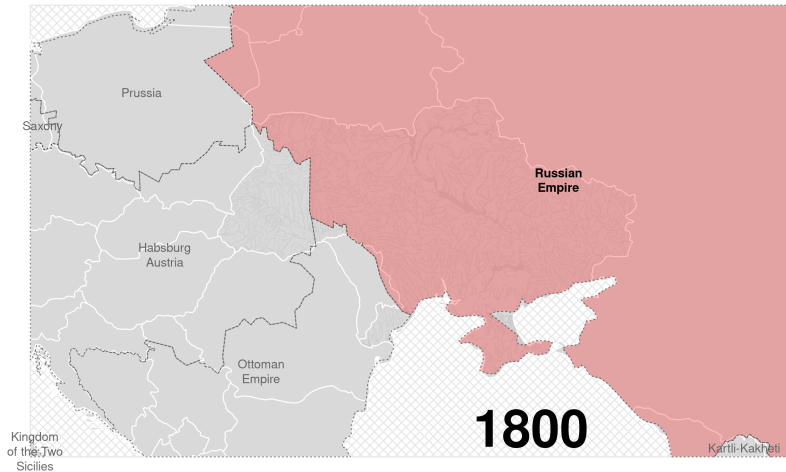 Prussia
Saxony
Russian
Empire
Habsburg
Austria
Ottoman
Empire
1800
Kingdom
of the Two
Sicilies
Kartli-Kakheti